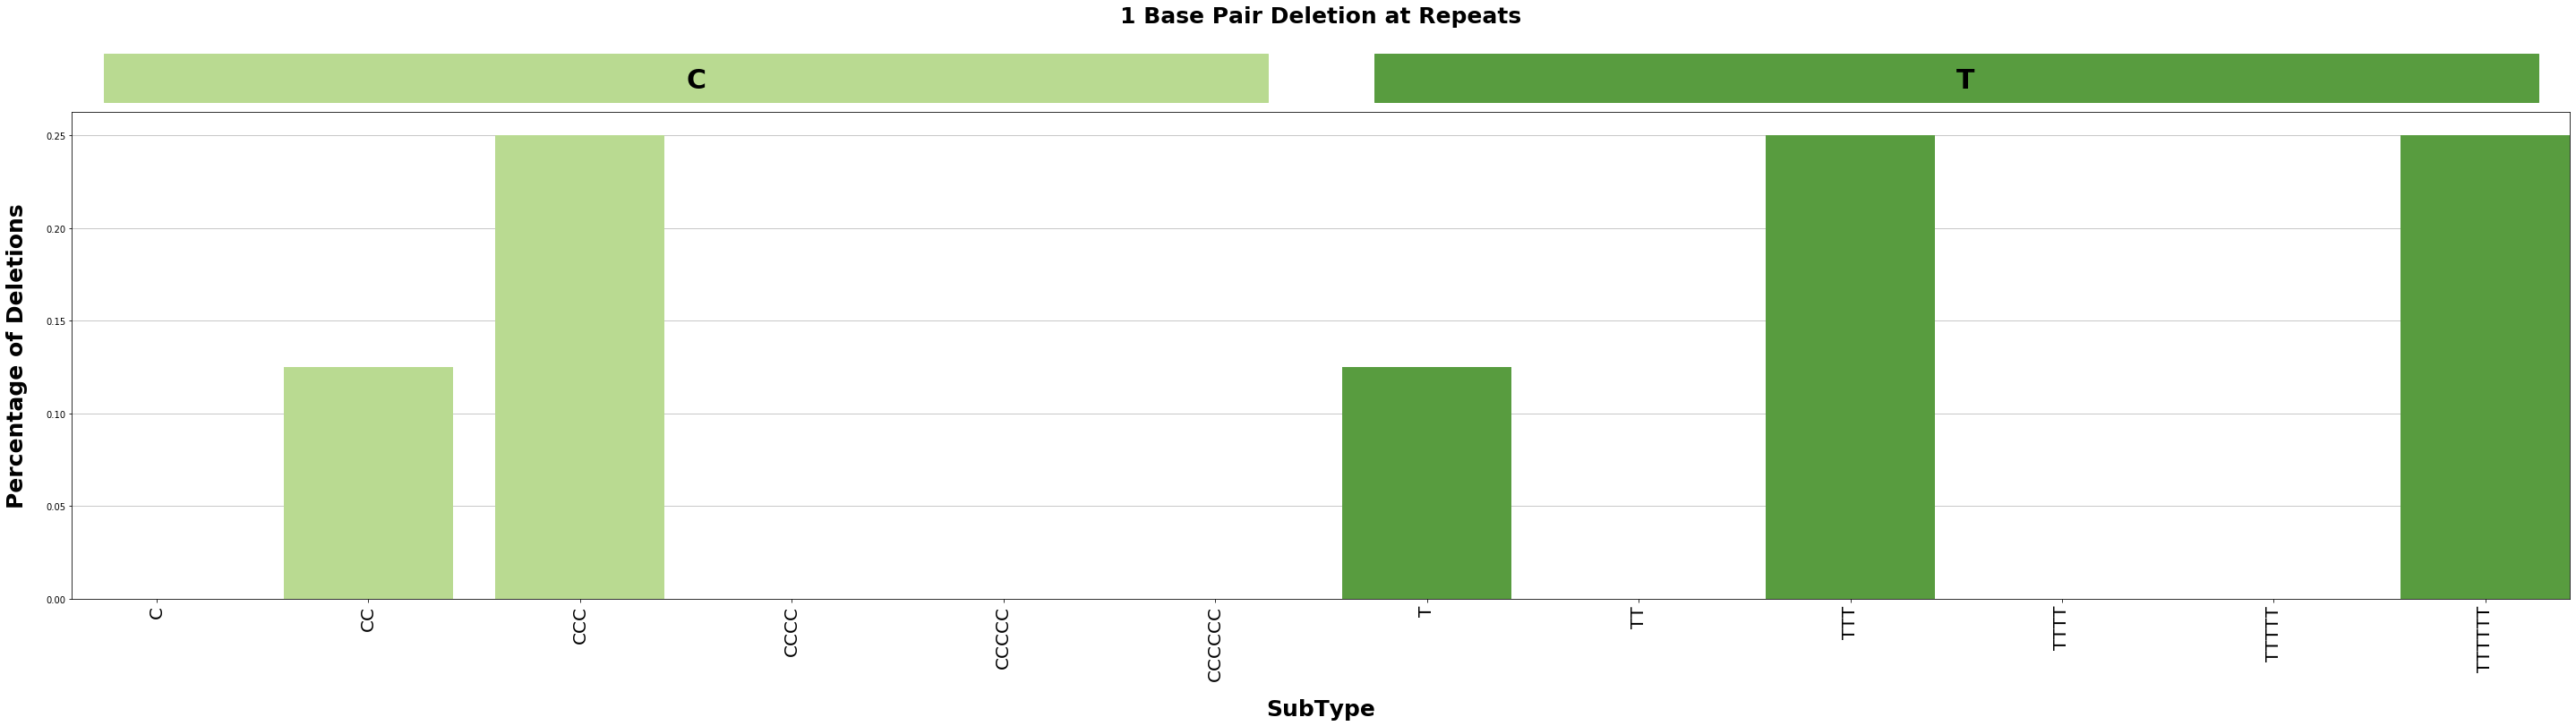 1 Base Pair Deletion at Repeats
C
T
Percentage of Deletions
0.25
0.20
0.15
0.10
0.05
0.00
C
CC
CCC
CCCC
CCCCC
CCCCCC
T
TT
TTT
TTTT
TTTTT
TTTTTT
SubType